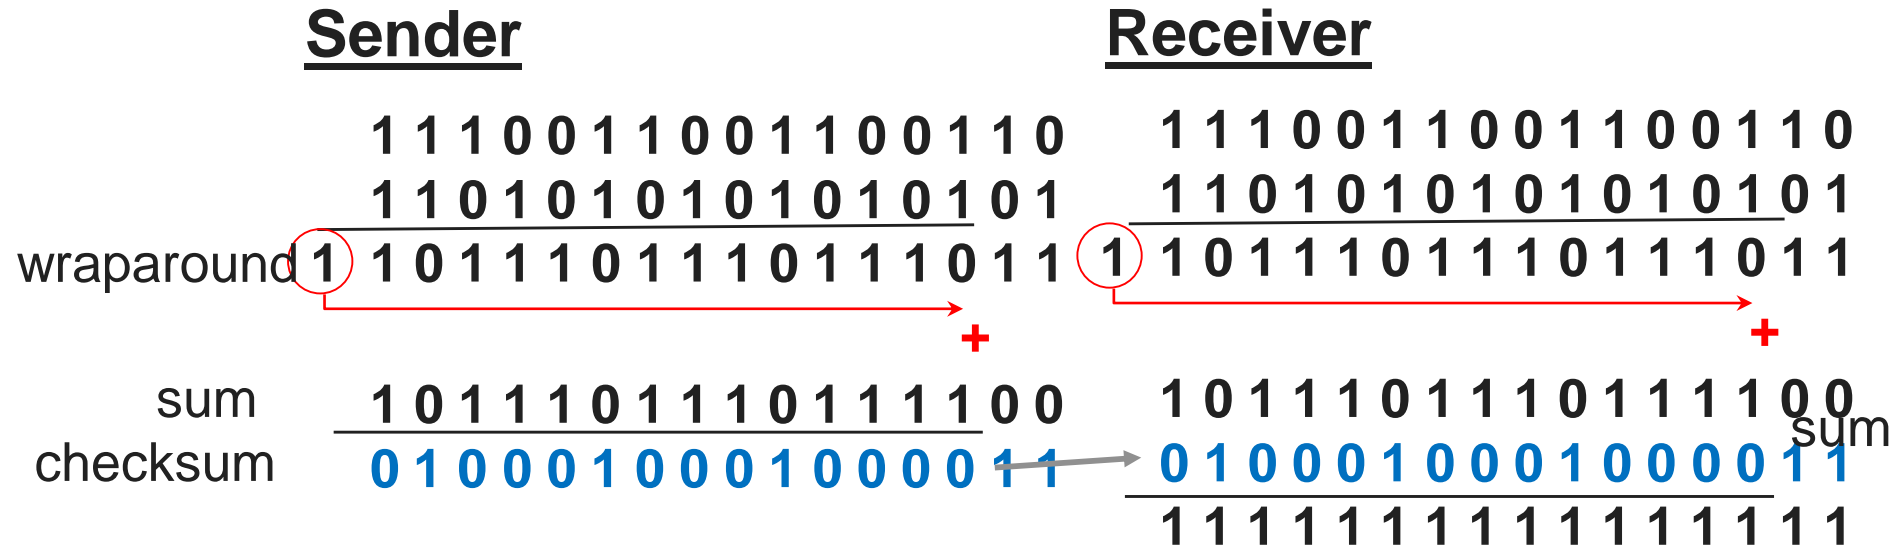 Sender
1 1 1 0 0 1 1 0 0 1 1 0 0 1 1 0
1 1 0 1 0 1 0 1 0 1 0 1 0 1 0 1
wraparound 1 1 0 1 1 1 0 1 1 1 0 1 1 1 0 1 1
+
sum 1 0 1 1 1 0 1 1 1 0 1 1 1 1 0 0
checksum 0 1 0 0 0 1 0 0 0 1 0 0 0 0 1 1
Receiver
1 1 1 0 0 1 1 0 0 1 1 0 0 1 1 0
1 1 0 1 0 1 0 1 0 1 0 1 0 1 0 1
1 1 0 1 1 1 0 1 1 1 0 1 1 1 0 1 1
+
1 0 1 1 1 0 1 1 1 0 1 1 1 1 0 0
sum
0 1 0 0 0 1 0 0 0 1 0 0 0 0 1 1
1 1 1 1 1 1 1 1 1 1 1 1 1 1 1 1